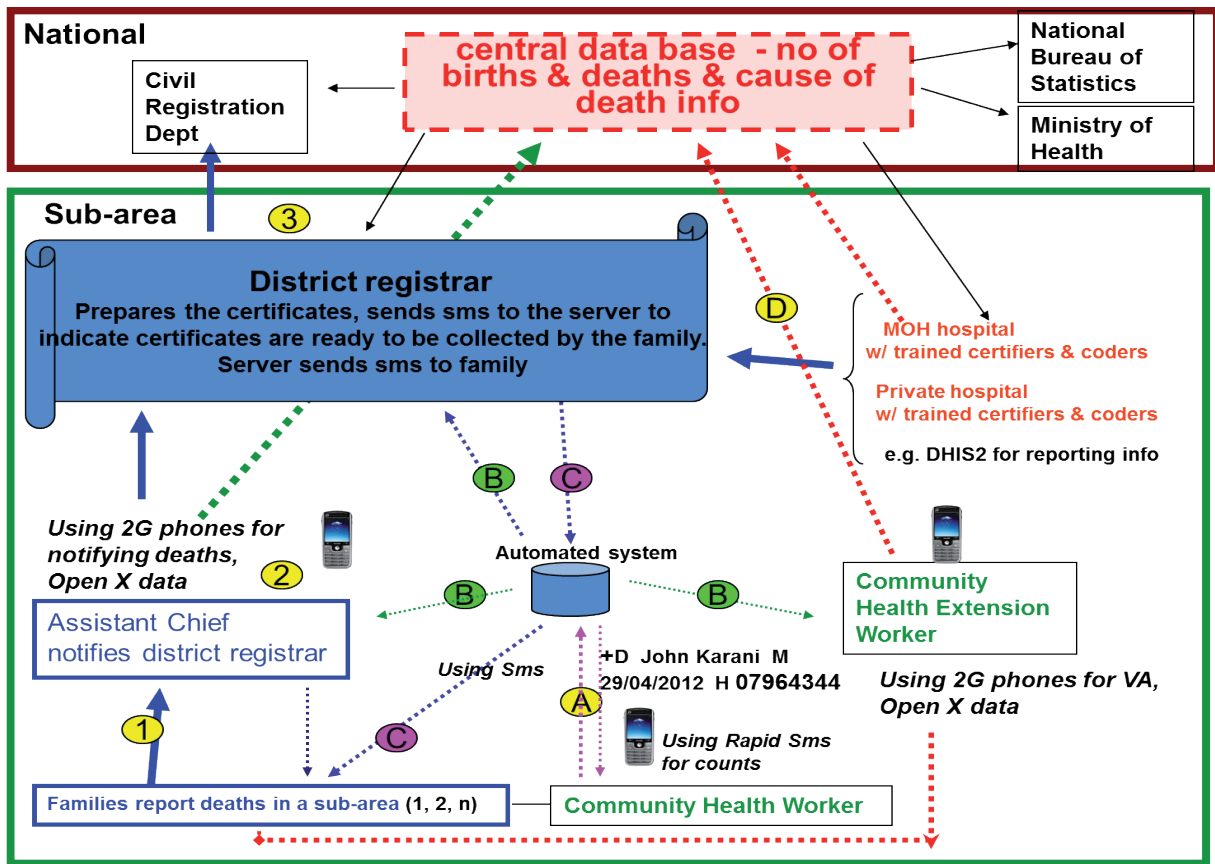 National
central data base - no of
births & deaths & cause of
death info
Civil
Registration
Dept
National
Bureau of
Statistics
Ministry of
Health
Sub-area
3
District registrar
Prepares the certificates, sends sms to the server to
indicate certificates are ready to be collected by the family.
Server sends sms to family
D
MOH hospital
w/ trained certifiers & coders
Private hospital
w/ trained certifiers & coders
e.g. DHIS2 for reporting info
B
C
Using 2G phones for
notifying deaths,
Open X data
2
Automated system
Assistant Chief
notifies district registrar
B
B
Community
Health Extension
Worker
Using Sms
+D John Karani M
29/04/2012 H 07964344
A
Using 2G phones for VA,
Open X data
1
C
Using Rapid Sms
for counts
Families report deaths in a sub-area (1, 2, n)
Community Health Worker